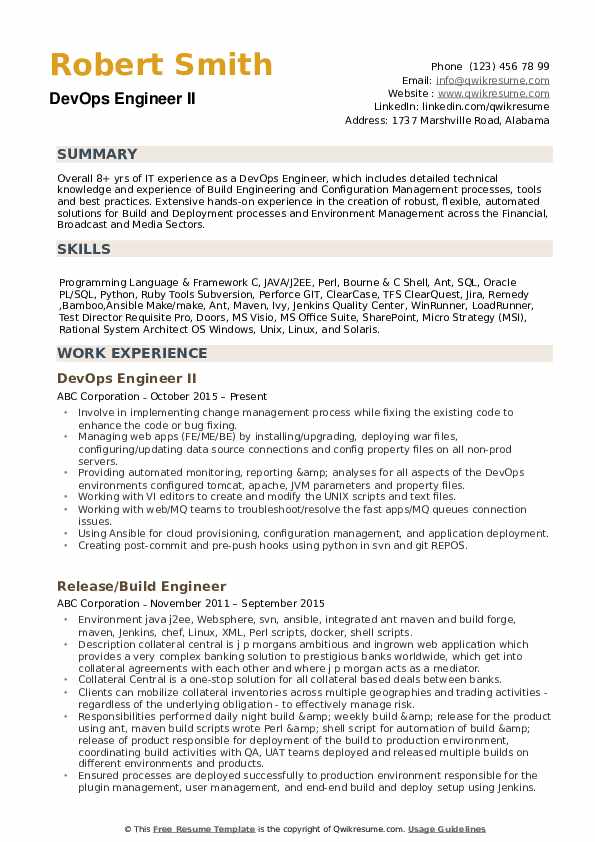 Robert Smith
DevOps Engineer II
Phone (123) 456 78 99
Email: info@qwikresume.com
Website : www.qwikresume.com
LinkedIn: linkedin.com/qwikresume
Address: 1737 Marshville Road, Alabama
SUMMARY
Overall 8+ yrs of IT experience as a DevOps Engineer, which includes detailed technical
knowledge and experience of Build Engineering and Configuration Management processes, tools
and best practices. Extensive hands-on experience in the creation of robust, flexible, automated
solutions for Build and Deployment processes and Environment Management across the Financial,
Broadcast and Media Sectors.
SKILLS
Programming Language & Framework C, JAVA/J2EE, Perl, Bourne & C Shell, Ant, SQL, Oracle
PL/SQL, Python, Ruby Tools Subversion, Perforce GIT, ClearCase, TFS ClearQuest, Jira, Remedy
,Bamboo,Ansible Make/make, Ant, Maven, Ivy, Jenkins Quality Center, WinRunner, LoadRunner,
Test Director Requisite Pro, Doors, MS Visio, MS Office Suite, SharePoint, Micro Strategy (MSI),
Rational System Architect OS Windows, Unix, Linux, and Solaris.
WORK EXPERIENCE
DevOps Engineer II
ABC Corporation - October 2015 – Present
• Involve in implementing change management process while fixing the existing code to
enhance the code or bug fixing.
• Managing web apps (FE/ME/BE) by installing/upgrading, deploying war files,
configuring/updating data source connections and config property files on all non-prod
servers.
• Providing automated monitoring, reporting &amp; analyses for all aspects of the DevOps
environments configured tomcat, apache, JVM parameters and property files.
• Working with VI editors to create and modify the UNIX scripts and text files.
• Working with web/MQ teams to troubleshoot/resolve the fast apps/MQ queues connection
issues.
• Using Ansible for cloud provisioning, configuration management, and application deployment.
• Creating post-commit and pre-push hooks using python in svn and git REPOS.
Release/Build Engineer
ABC Corporation - November 2011 – September 2015
• Environment java j2ee, Websphere, svn, ansible, integrated ant maven and build forge,
maven, Jenkins, chef, Linux, XML, Perl scripts, docker, shell scripts.
• Description collateral central is j p morgans ambitious and ingrown web application which
provides a very complex banking solution to prestigious banks worldwide, which get into
collateral agreements with each other and where j p morgan acts as a mediator.
• Collateral Central is a one-stop solution for all collateral based deals between banks.
• Clients can mobilize collateral inventories across multiple geographies and trading activities -
regardless of the underlying obligation - to effectively manage risk.
• Responsibilities performed daily night build &amp; weekly build &amp; release for the product
using ant, maven build scripts wrote Perl &amp; shell script for automation of build &amp;
release of product responsible for deployment of the build to production environment,
coordinating build activities with QA, UAT teams deployed and released multiple builds on
different environments and products.
• Ensured processes are deployed successfully to production environment responsible for the
plugin management, user management, and end-end build and deploy setup using Jenkins.
© This Free Resume Template is the copyright of Qwikresume.com. Usage Guidelines